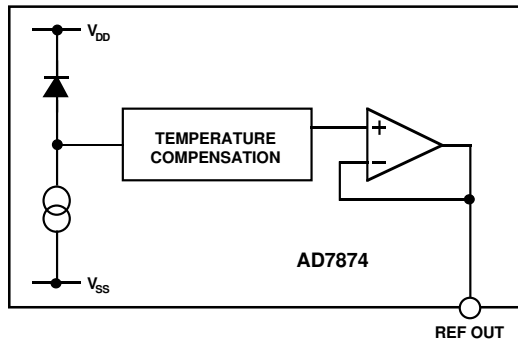 VDD
TEMPERATURE
COMPENSATION
+
−
AD7874
VSS
REF OUT